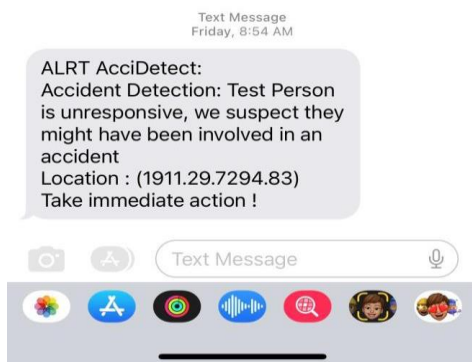 Text Message
Friday, 8:54 AM
ALRT AcciDetect:
Accident Detection: Test Person
is unresponsive, we suspect they
might have been involved in an
accident
Location : (1911.29.7294.83)
Take immediate action !
Text Message